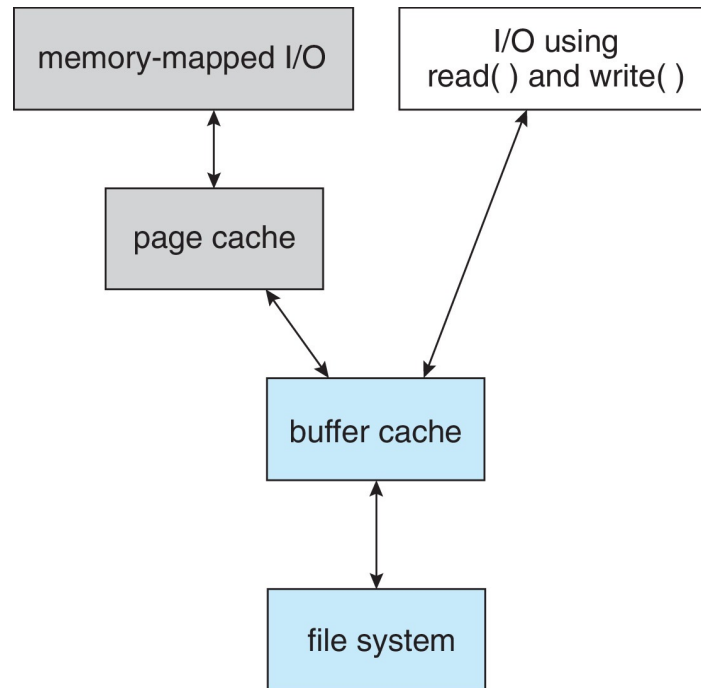 memory-mapped I/O
I/O using
read( ) and write( )
page cache
buffer cache
file system